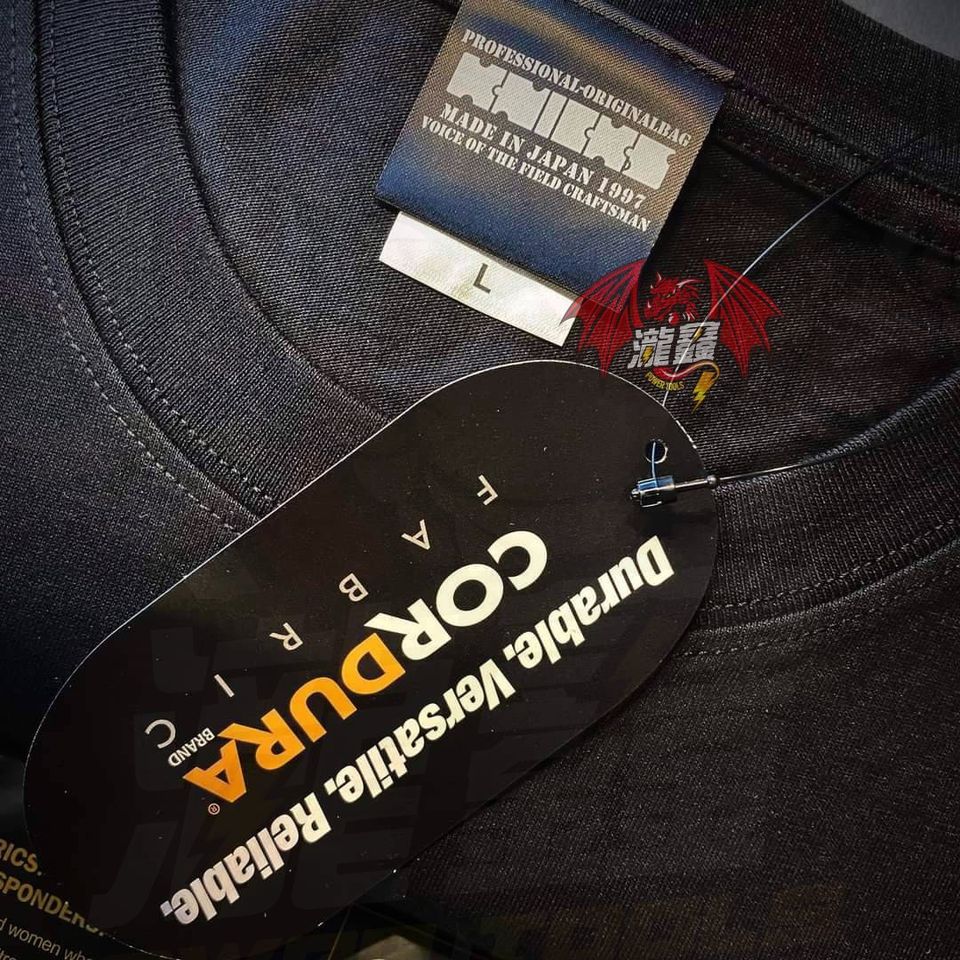 PROFESSIONAL-ORIGINALBAG
KNICKS
MADE IN JAPAN 1997
VOICE OF THE FIELD CRAFTSMAN
L
瀧鑫
POWER TOOLS
FABRIC
CORDURA®
BRAND
Durable. Versatile. Reliable.
RICS.
SPONDERS.
d women who